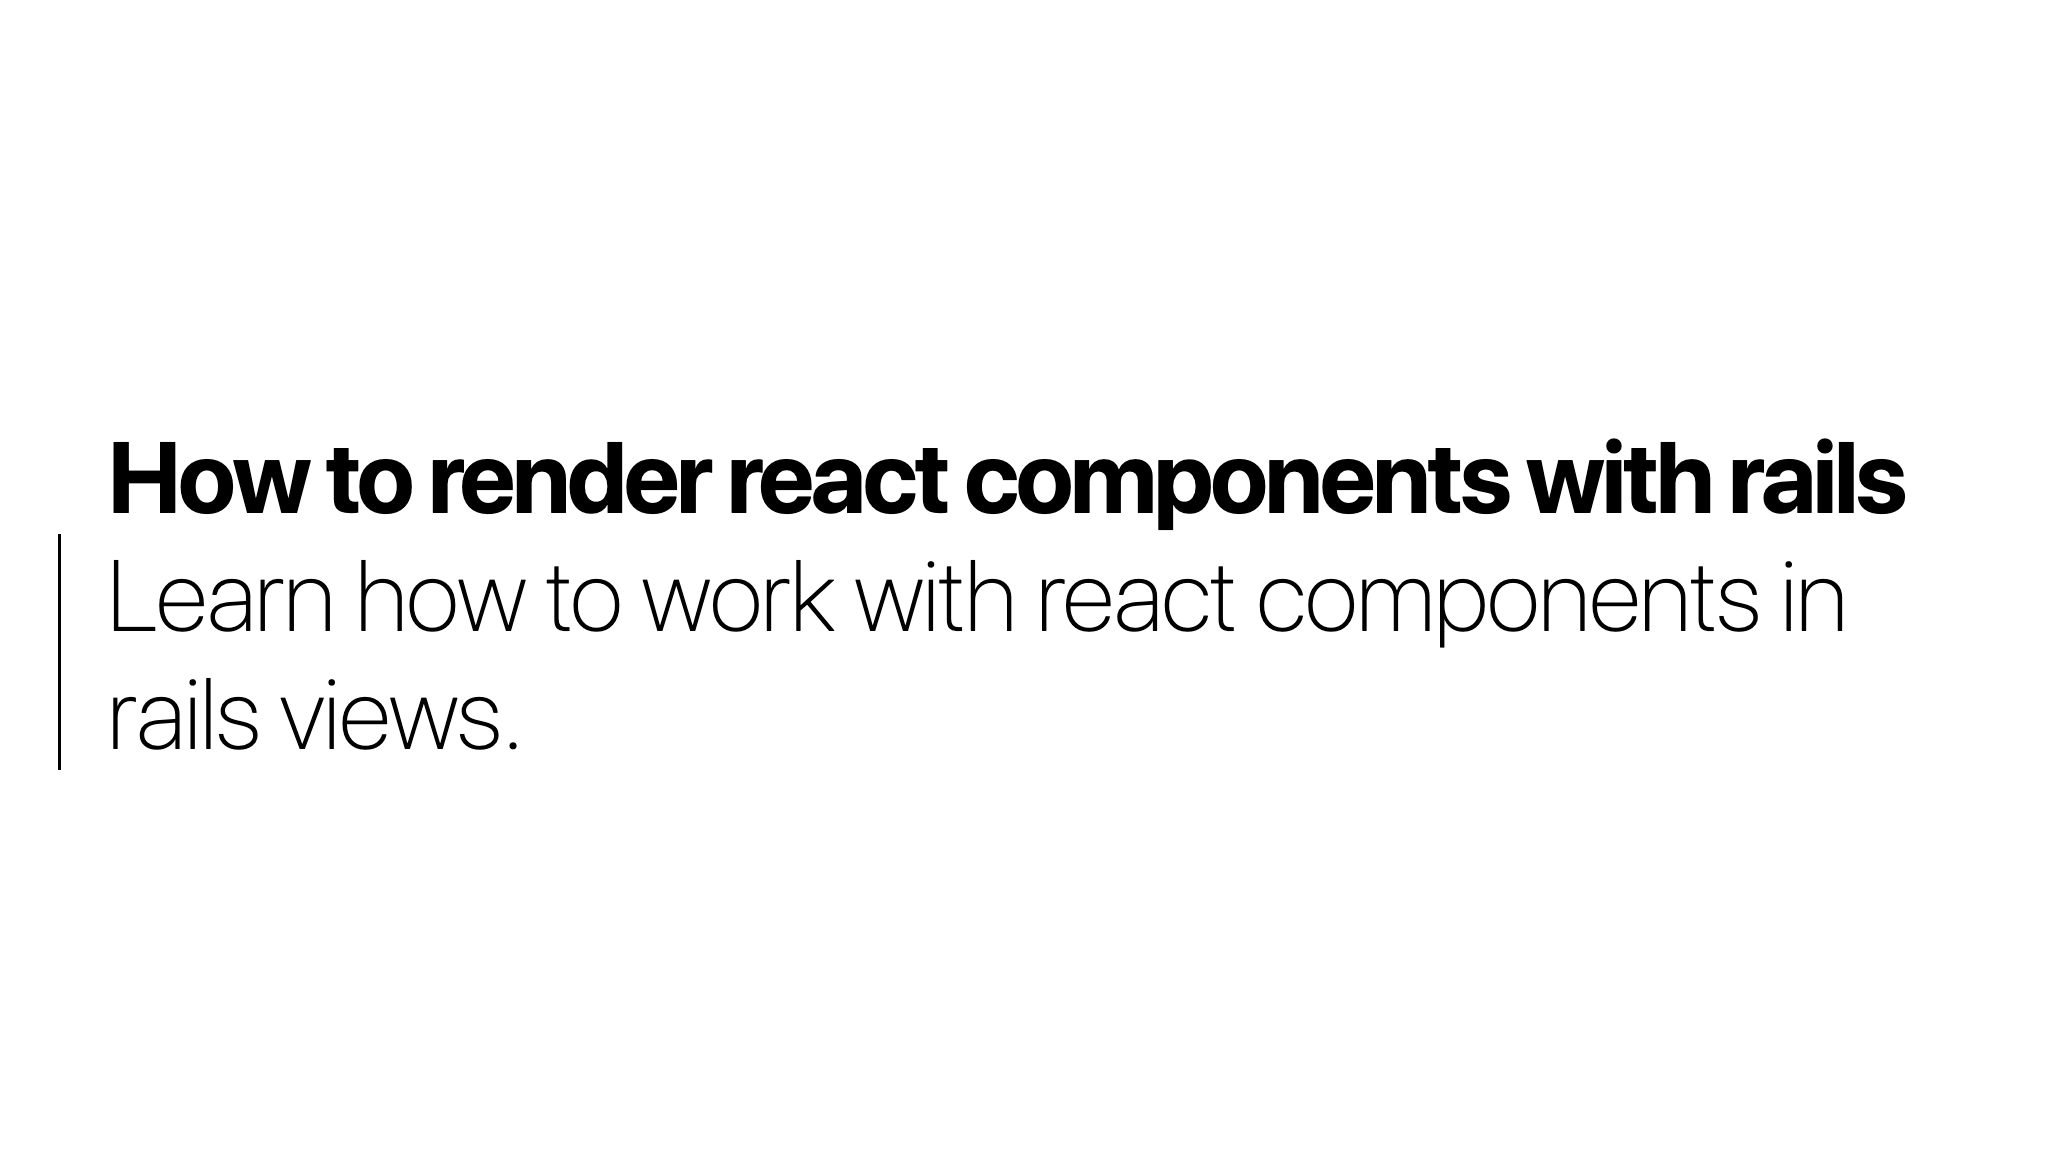 How to render react components with rails
Learn how to work with react components in
rails views.